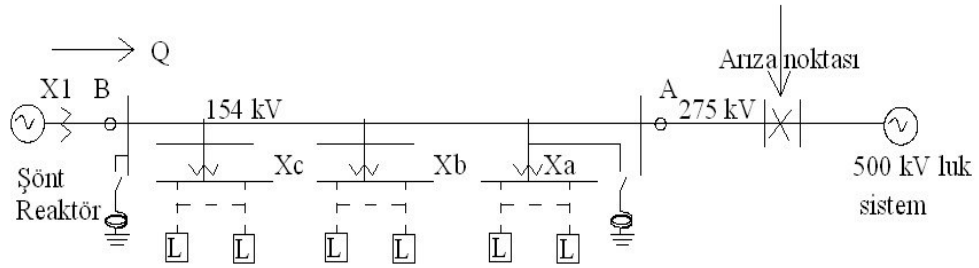 Q
Arıza noktası
X1
B
154 kV
A
275 kV
Şönt
Reaktör
Xc
Xb
Xa
500 kV luk
sistem
L
L
L
L
L
L